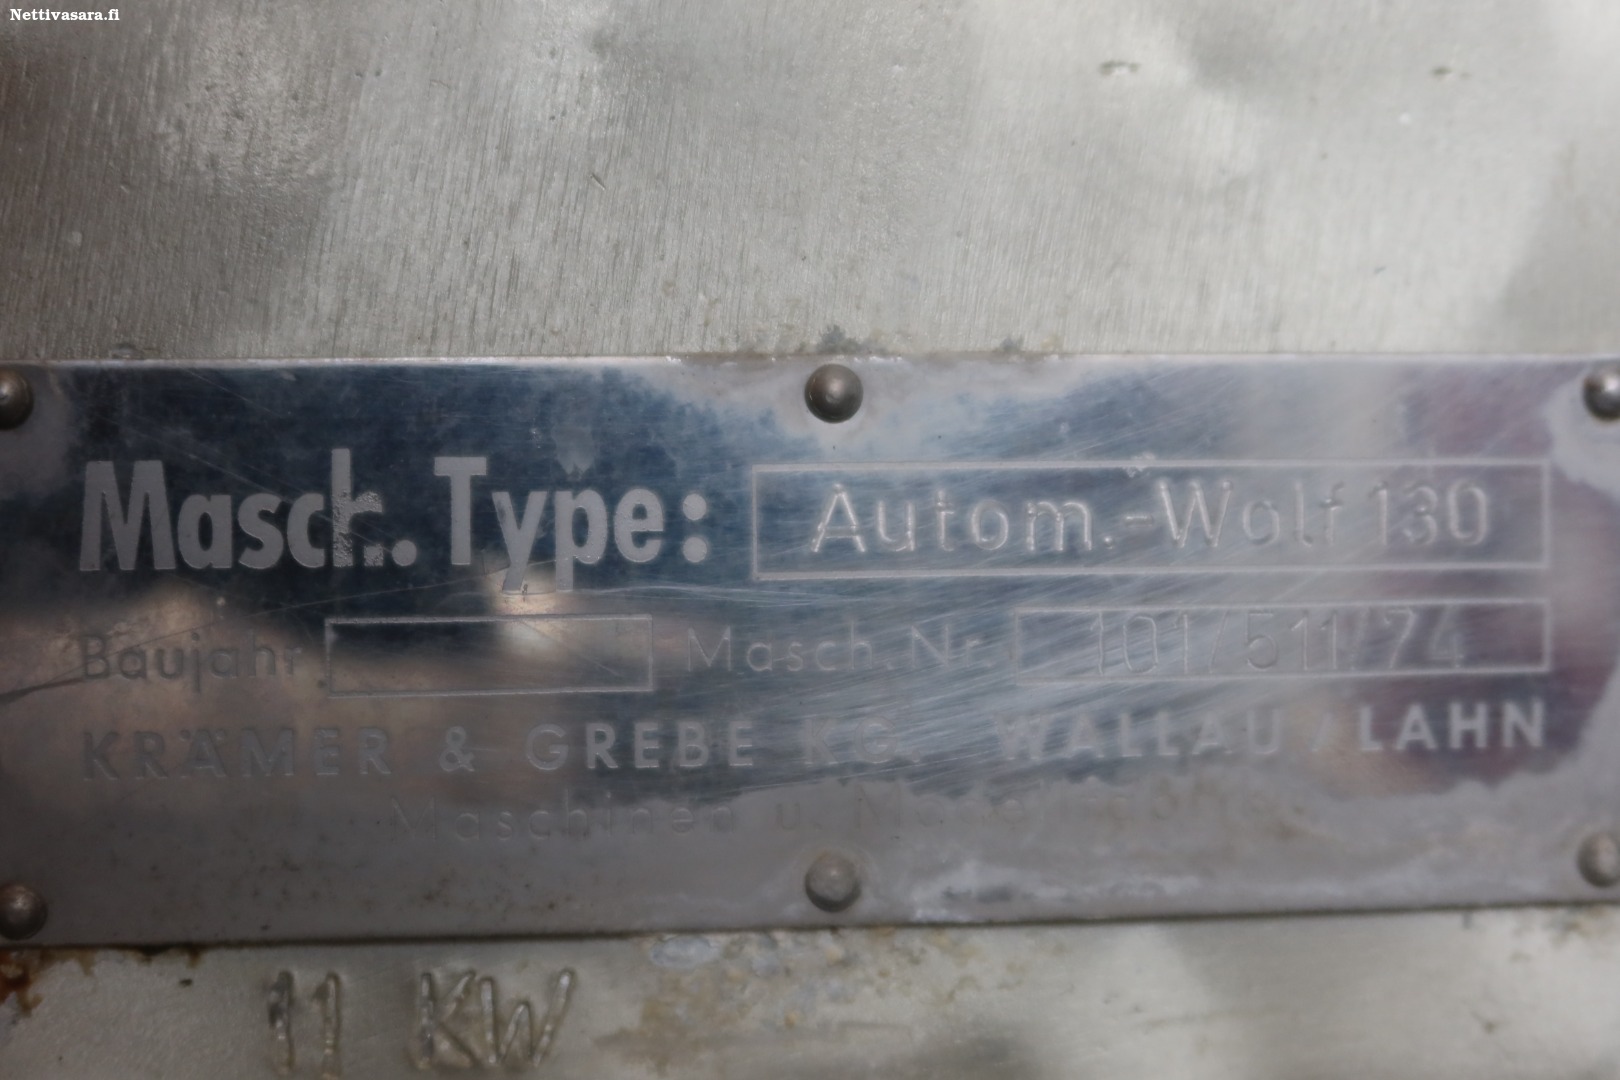 Nettivasara.fi
Masch. Type: Autom.-Wolf 130
Baujahr Masch. Nr. 101/511/74
KRÄMER & GREBE KG. WALLAU / LAHN
Maschinen u.
11 KW